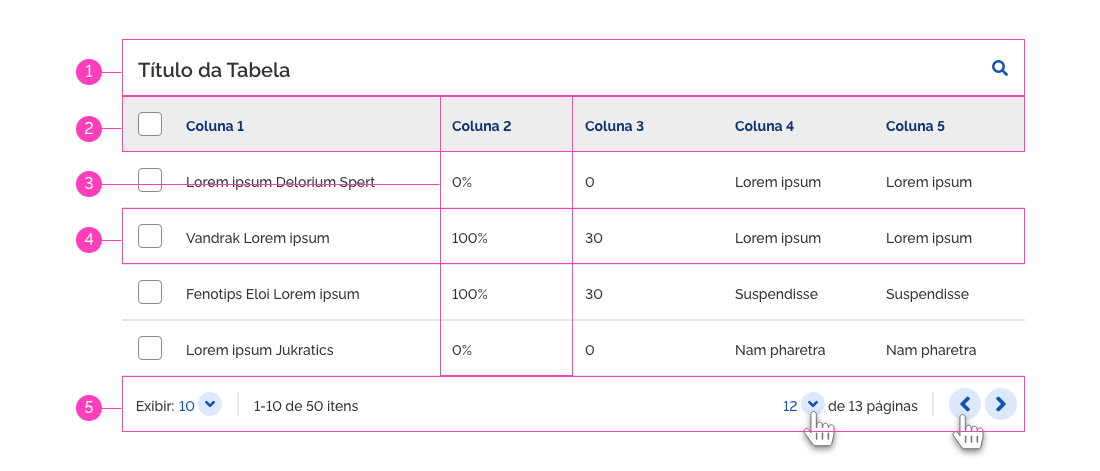 1 Título da Tabela
2 Coluna 1 Coluna 2 Coluna 3 Coluna 4 Coluna 5
3 Lorem ipsum Delorium Spert 0% 0 Lorem ipsum Lorem ipsum
4 Vandrak Lorem ipsum 100% 30 Lorem ipsum Lorem ipsum
Fenotips Eloi Lorem ipsum 100% 30 Suspendisse Suspendisse
Lorem ipsum Jukratics 0% 0 Nam pharetra Nam pharetra
5 Exibir: 10 1-10 de 50 itens 12 de 13 páginas